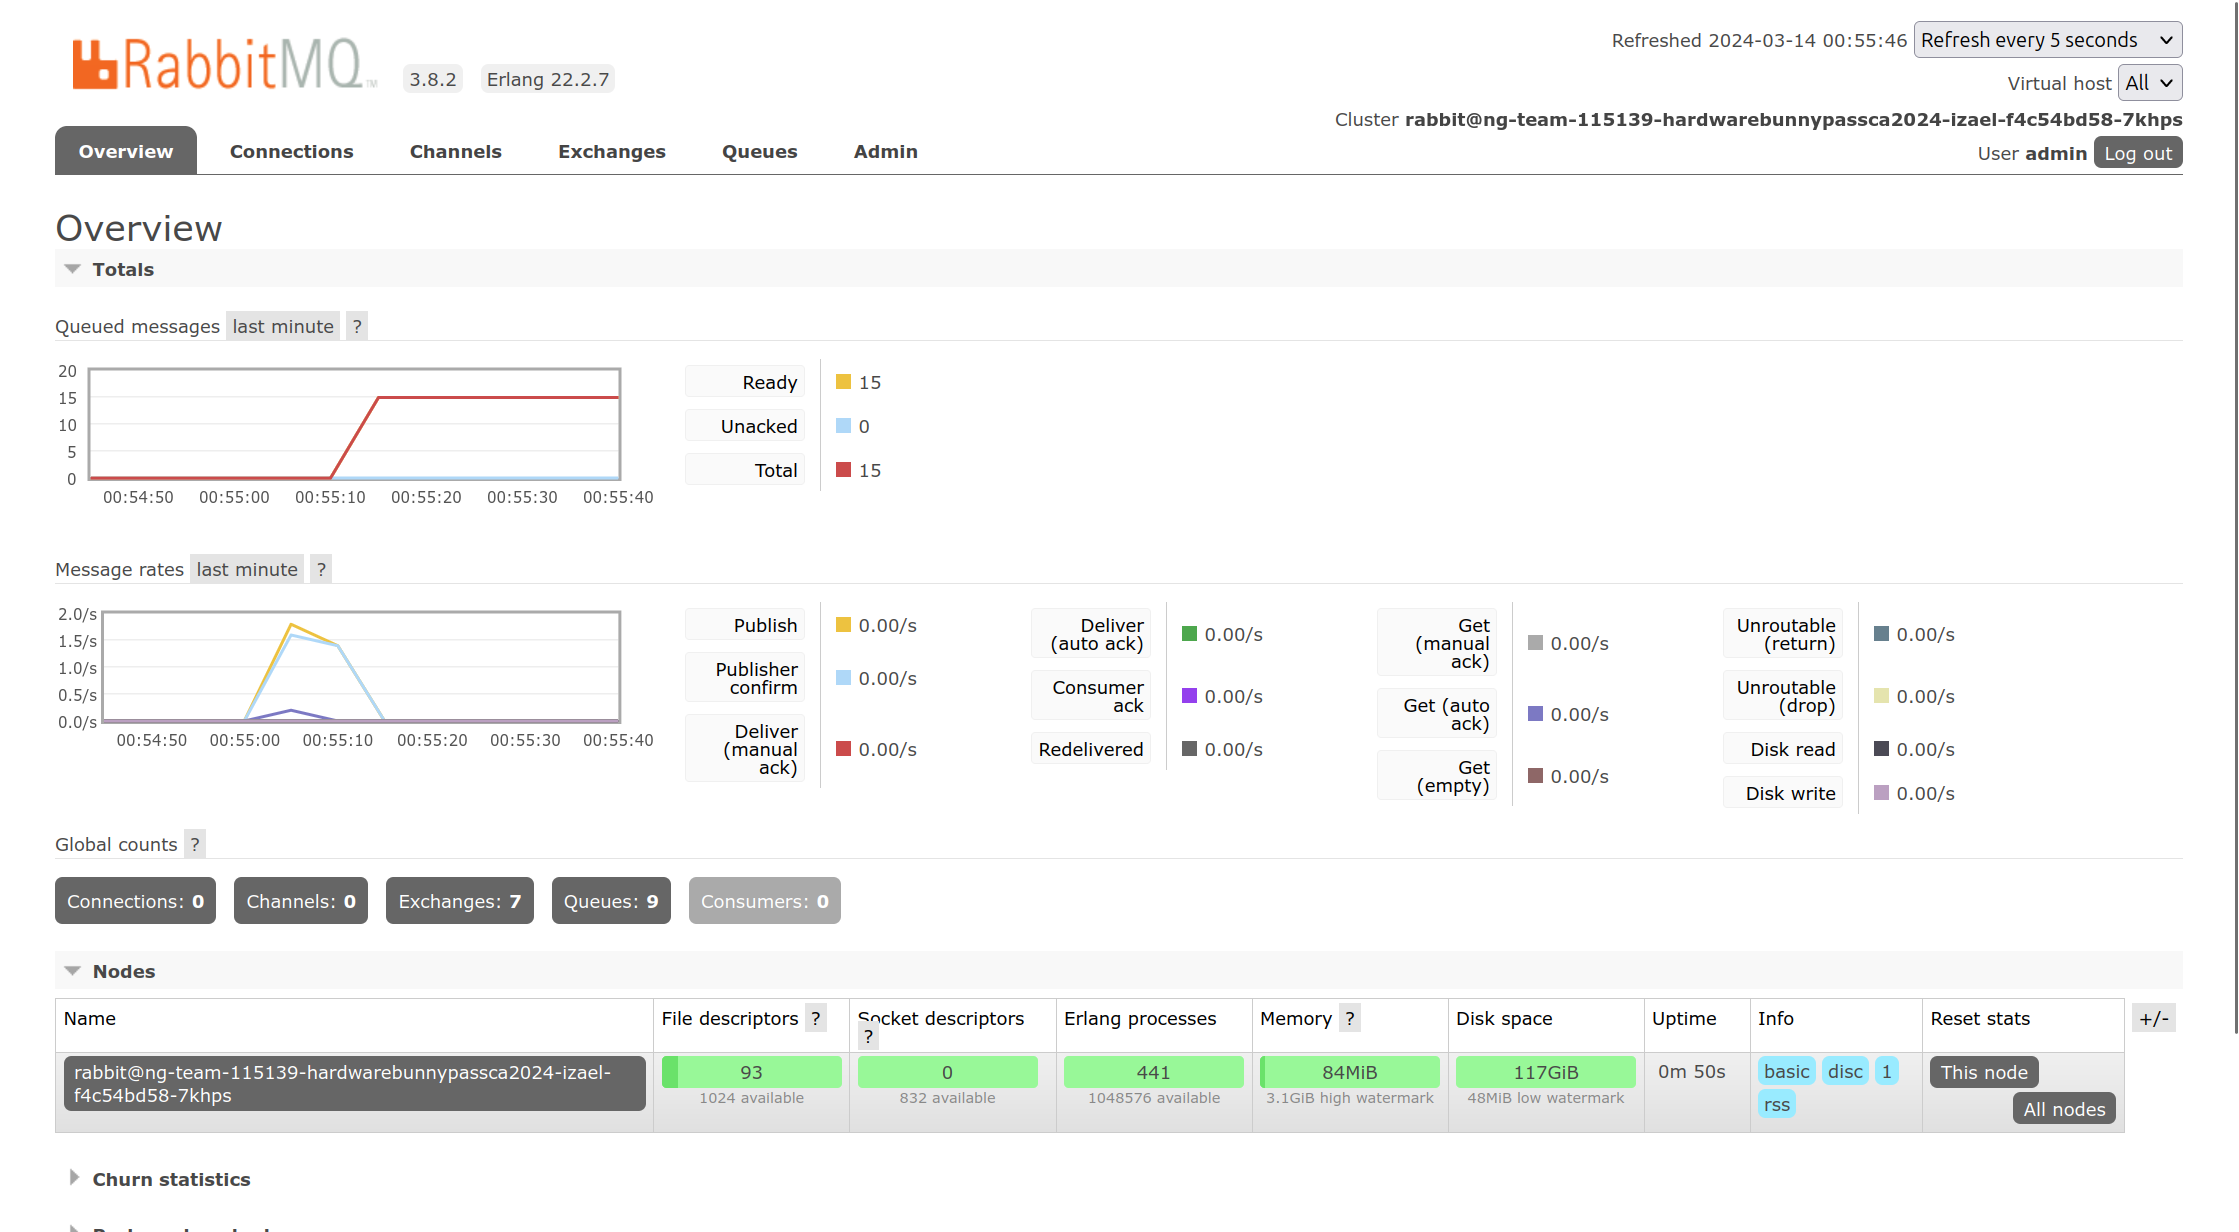 RabbitMQ TM 3.8.2 Erlang 22.2.7
Refreshed 2024-03-14 00:55:46 Refresh every 5 seconds
Virtual host All
Cluster rabbit@ng-team-115139-hardwarebunnypassca2024-izael-f4c54bd58-7khps
User admin Log out
Overview Connections Channels Exchanges Queues Admin
Overview
Totals
Queued messages last minute ?
20
15
10
5
0
00:54:50 00:55:00 00:55:10 00:55:20 00:55:30 00:55:40
Ready 15
Unacked 0
Total 15
Message rates last minute ?
2.0/s
1.5/s
1.0/s
0.5/s
0.0/s
00:54:50 00:55:00 00:55:10 00:55:20 00:55:30 00:55:40
Publish 0.00/s
Publisher
confirm 0.00/s
Deliver
(manual
ack) 0.00/s
Deliver
(auto ack) 0.00/s
Consumer
ack 0.00/s
Redelivered 0.00/s
Get
(manual
ack) 0.00/s
Get (auto
ack) 0.00/s
Get
(empty) 0.00/s
Unroutable
(return) 0.00/s
Unroutable
(drop) 0.00/s
Disk read 0.00/s
Disk write 0.00/s
Global counts ?
Connections: 0 Channels: 0 Exchanges: 7 Queues: 9 Consumers: 0
Nodes
Name File descriptors ? Socket descriptors ? Erlang processes Memory ? Disk space Uptime Info Reset stats +/-
rabbit@ng-team-115139-hardwarebunnypassca2024-izael-
f4c54bd58-7khps
93
1024 available
0
832 available
441
1048576 available
84MiB
3.1GiB high watermark
117GiB
48MiB low watermark
0m 50s
basic disc 1
rss
This node
All nodes
Churn statistics